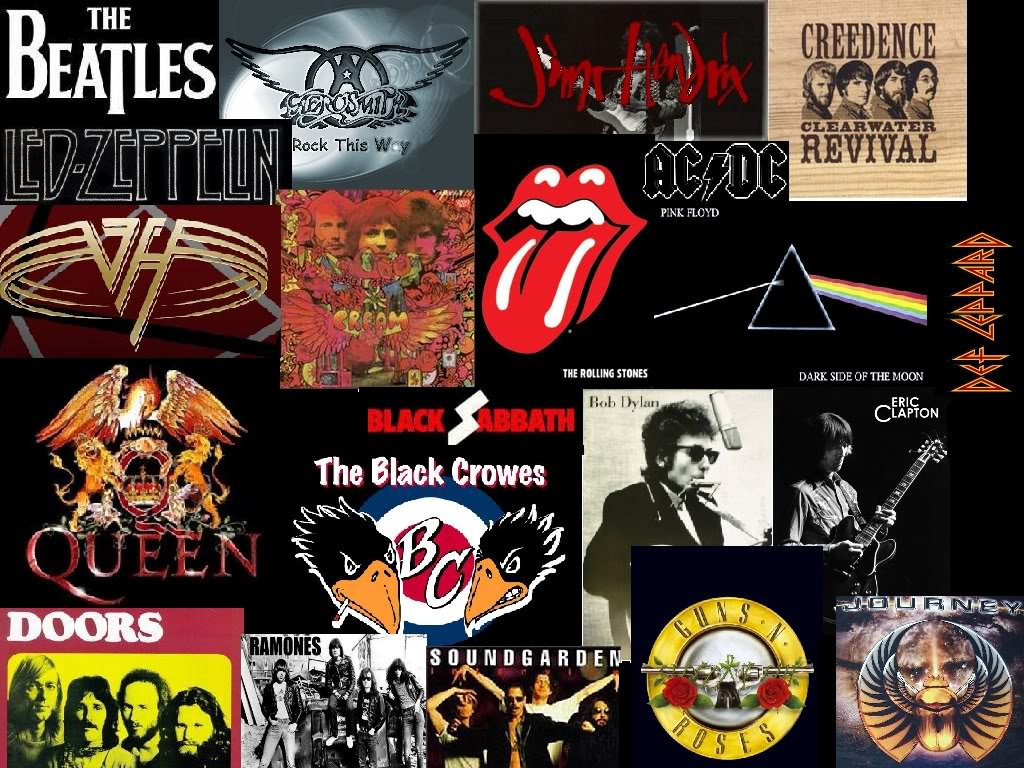 THE
BEATLES
AEROSMITH
Rock This Way
Jimi Hendrix
CREEDENCE
CLEARWATER
REVIVAL
LED-ZEPPELIN
AC/DC
PINK FLOYD
VH
CREAM
THE ROLLING STONES
DARK SIDE OF THE MOON
DEF LEPPARD
BLACK SABBATH
The Black Crowes
BC
Bob Dylan
ERIC
CLAPTON
QUEEN
DOORS
RAMONES
SOUNDGARDEN
GUNS N'
ROSES
JOURNEY